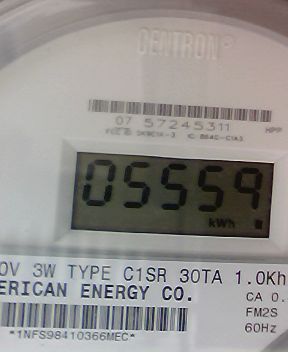 CENTRON®
07 57245311
HPP
05559
kWh
0V 3W TYPE C1SR 30TA 1.0Kh
ERICAN ENERGY CO.
CA 0.
FM2S
60Hz
*1NFS98410366MEC*